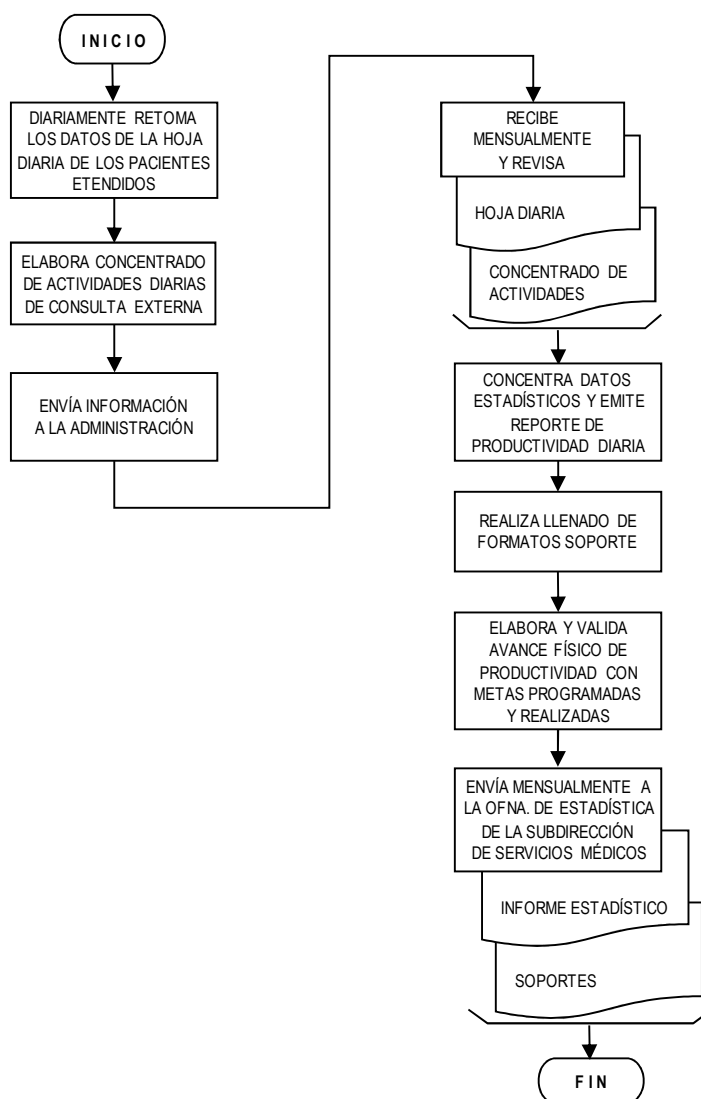 INICIO
DIARIAMENTE RETOMA
LOS DATOS DE LA HOJA
DIARIA DE LOS PACIENTES
ETENDIDOS
ELABORA CONCENTRADO
DE ACTIVIDADES DIARIAS
DE CONSULTA EXTERNA
ENVÍA INFORMACIÓN
A LA ADMINISTRACIÓN
RECIBE
MENSUALMENTE
Y REVISA
HOJA DIARIA
CONCENTRADO DE
ACTIVIDADES
CONCENTRA DATOS
ESTADÍSTICOS Y EMITE
REPORTE DE
PRODUCTIVIDAD DIARIA
REALIZA LLENADO DE
FORMATOS SOPORTE
ELABORA Y VALIDA
AVANCE FÍSICO DE
PRODUCTIVIDAD CON
METAS PROGRAMADAS
Y REALIZADAS
ENVÍA MENSUALMENTE A
LA OFNA. DE ESTADÍSTICA
DE LA SUBDIRECCIÓN
DE SERVICIOS MÉDICOS
INFORME ESTADÍSTICO
SOPORTES
FIN